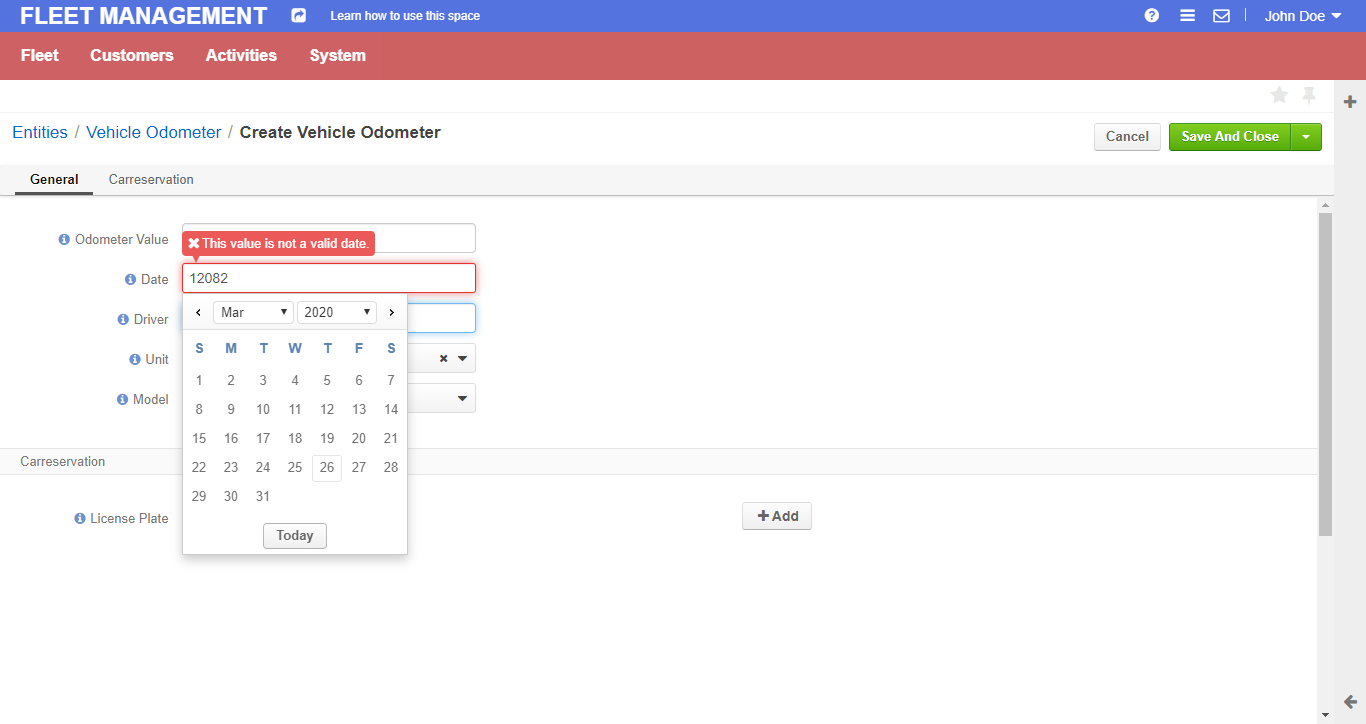 FLEET MANAGEMENT Learn how to use this space John Doe
Fleet Customers Activities System
Entities / Vehicle Odometer / Create Vehicle Odometer
Cancel Save And Close
General Carreservation
Odometer Value
This value is not a valid date.
Date 12082
Driver
Unit
Model
Mar 2020
S M T W T F S
1 2 3 4 5 6 7
8 9 10 11 12 13 14
15 16 17 18 19 20 21
22 23 24 25 26 27 28
29 30 31
Today
Carreservation
License Plate
Add